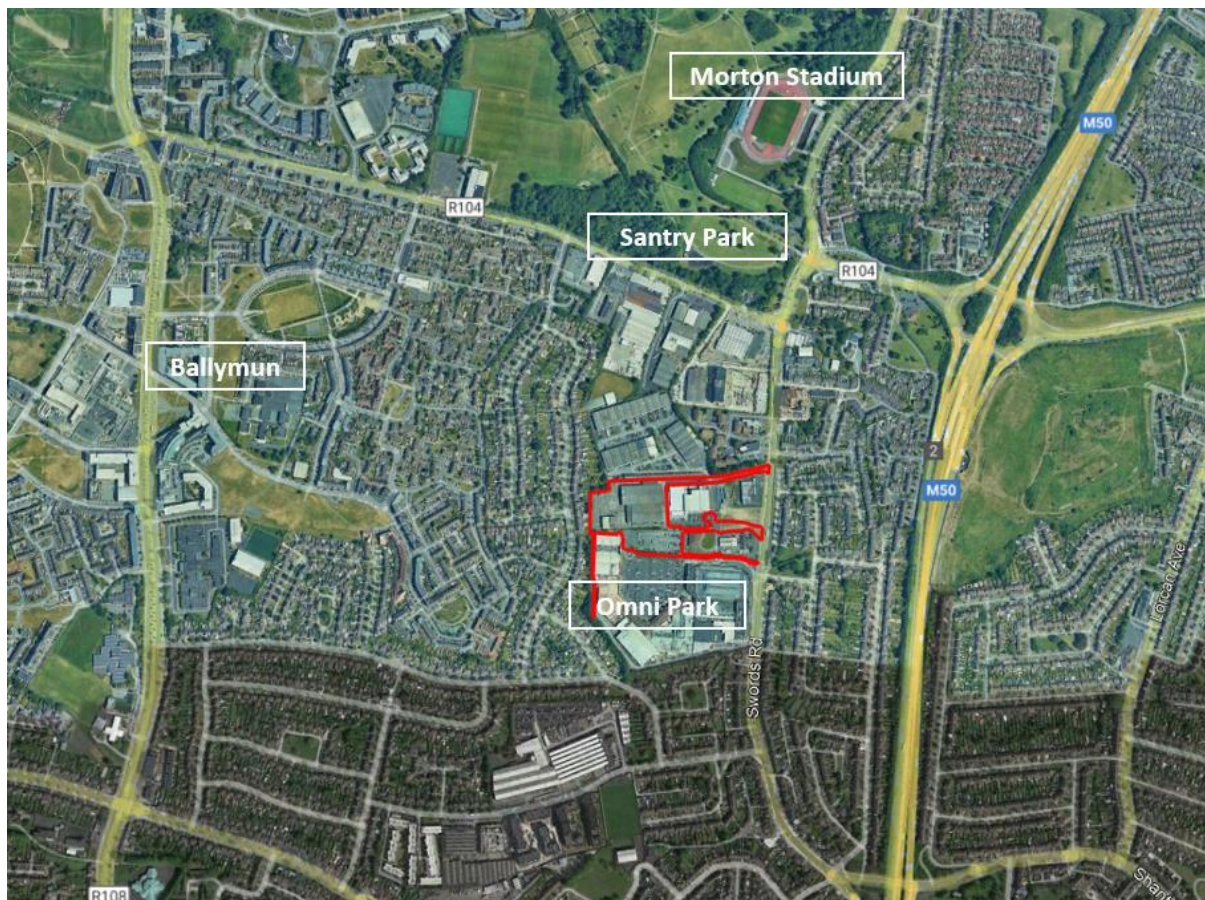 Morton Stadium
M50
R104
Santry Park
R104
Ballymun
2
M50
Omni Park
Lorcan Ave
Swords Rd
R108